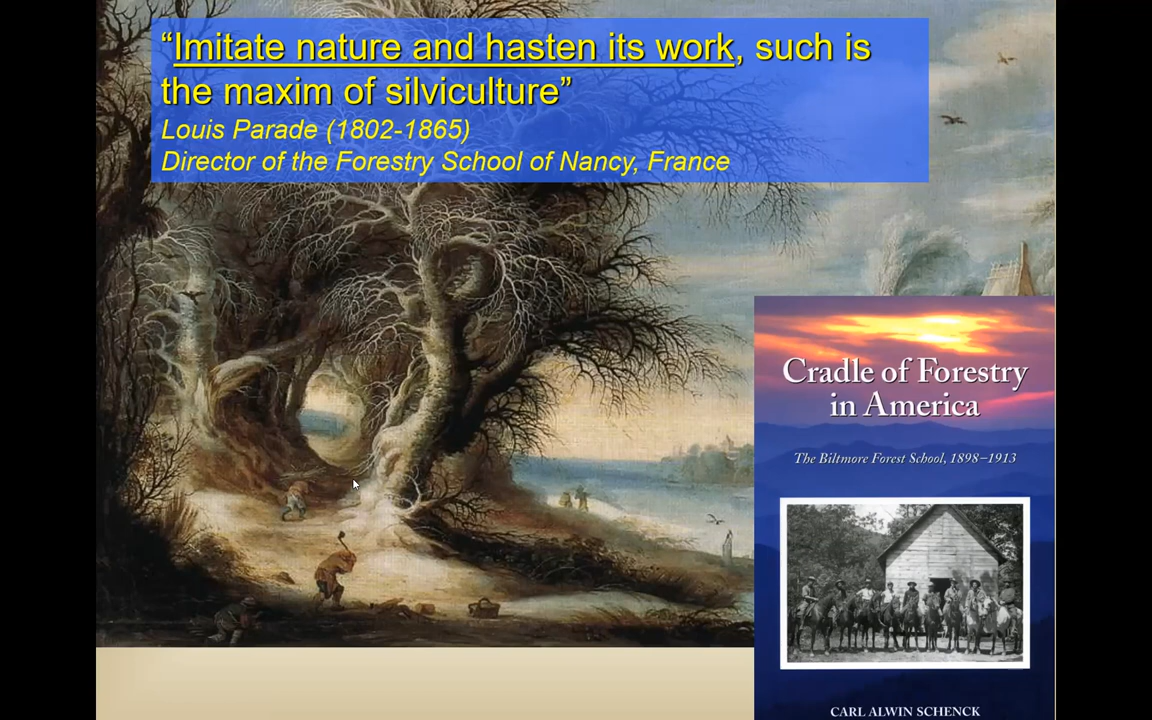 “Imitate nature and hasten its work, such is
the maxim of silviculture”
Louis Parade (1802-1865)
Director of the Forestry School of Nancy, France
Cradle of Forestry
in America
The Biltmore Forest School, 1898–1913
CARL ALWIN SCHENCK